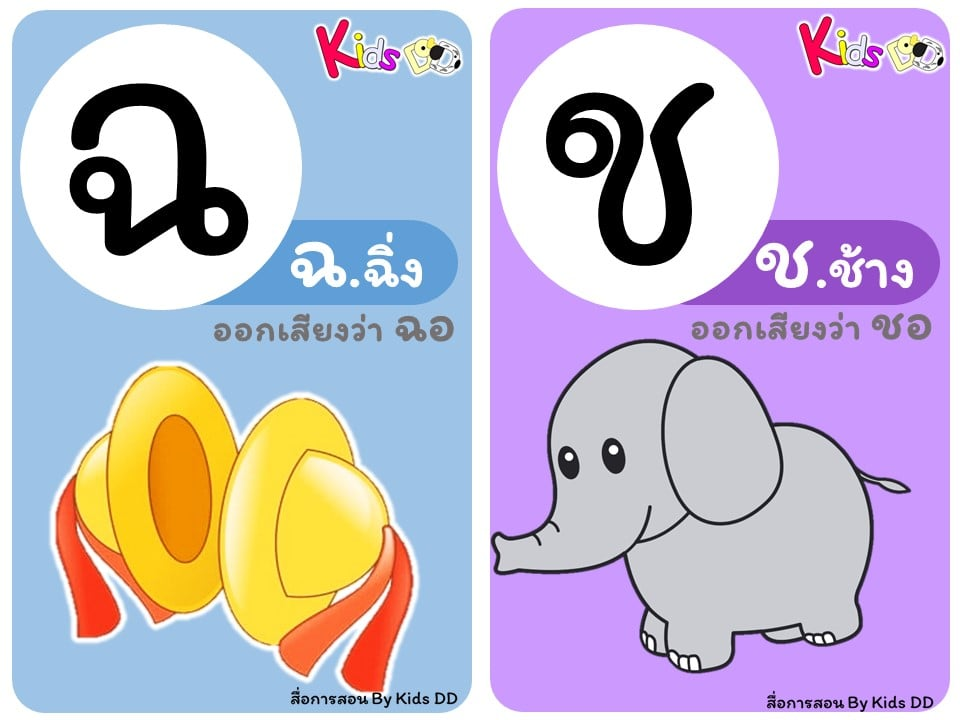 Kids DD
ฉ
ฉ.ฉิ่ง
ออกเสียงว่า ฉอ
สื่อการสอน By Kids DD
Kids DD
ช
ช.ช้าง
ออกเสียงว่า ชอ
สื่อการสอน By Kids DD